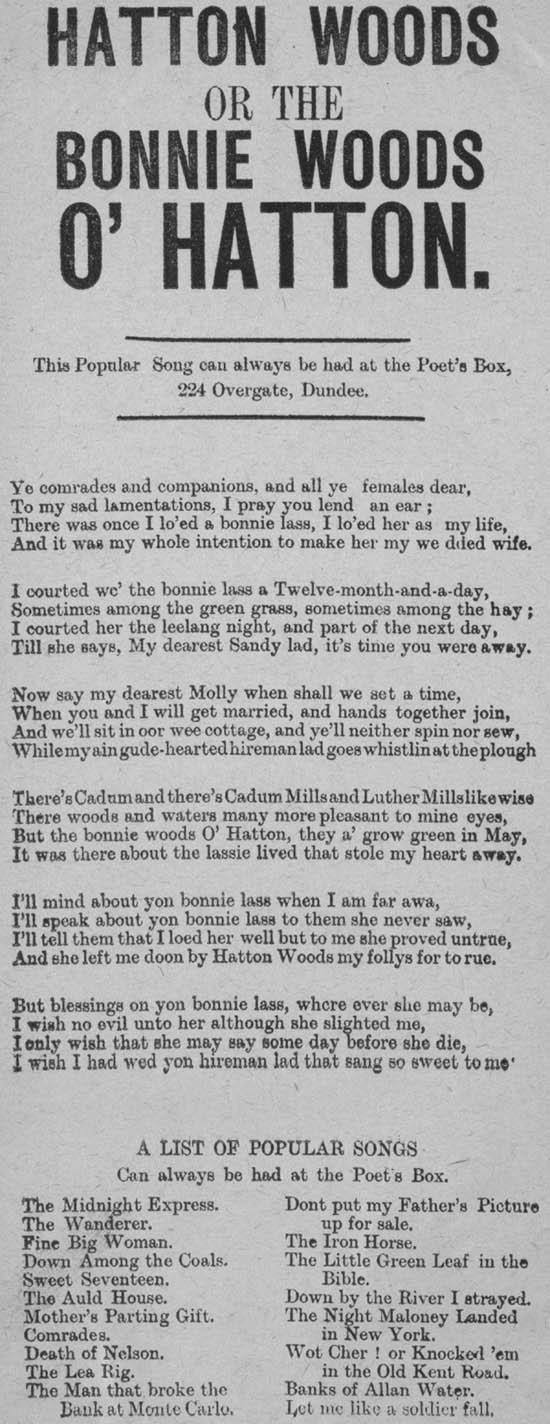 HATTON WOODS
OR THE
BONNIE WOODS
O' HATTON.
This Popular Song can always be had at the Poet's Box,
224 Overgate, Dundee.
Ye comrades and companions, and all ye females dear,
To my sad lamentations, I pray you lend an ear ;
There was once I lo'ed a bonnie lass, I lo'ed her as my life,
And it was my whole intention to make her my we dded wife.
I courted wc' the bonnie lass a Twelve-month-and-a-day,
Sometimes among the green grass, sometimes among the hay ;
I courted her the leelang night, and part of the next day,
Till she says, My dearest Sandy lad, it's time you were away.
Now say my dearest Molly when shall we set a time,
When you and I will get married, and hands together join,
And we'll sit in oor wee cottage, and ye'll neither spin nor sew,
While my ain gude-hearted hireman lad goes whistlin at the plough
There's Cadum and there's Cadum Mills and Luther Mills likewise
There woods and waters many more pleasant to mine eyes,
But the bonnie woods O' Hatton, they a' grow green in May,
It was there about the lassie lived that stole my heart away.
I'll mind about yon bonnie lass when I am far awa,
I'll speak about yon bonnie lass to them she never saw,
I'll tell them that I loed her well but to me she proved untrue,
And she left me doon by Hatton Woods my follys for to rue.
But blessings on yon bonnie lass, where ever she may be,
I wish no evil unto her although she slighted me,
I only wish that she may say some day before she die,
I wish I had wed yon hireman lad that sang so sweet to me'
A LIST OF POPULAR SONGS
Can always be had at the Poet's Box.
The Midnight Express.
The Wanderer.
Fine Big Woman.
Down Among the Coals.
Sweet Seventeen.
The Auld House.
Mother's Parting Gift.
Comrades.
Death of Nelson.
The Lea Rig.
The Man that broke the
Bank at Monte Carlo.
Dont put my Father's Picture
up for sale.
The Iron Horse.
The Little Green Leaf in the
Bible.
Down by the River I strayed.
The Night Maloney Landed
in New York.
Wot Cher ! or Knocked 'em
in the Old Kent Road.
Banks of Allan Water.
Let me like a soldier fall.